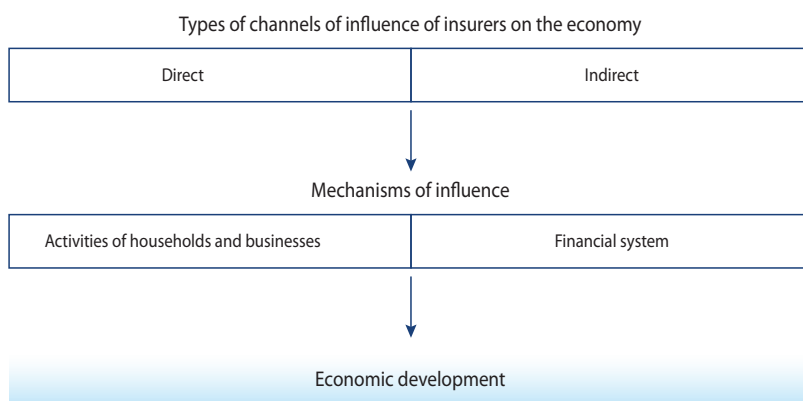 Types of channels of influence of insurers on the economy
Direct
Indirect
Mechanisms of influence
Activities of households and businesses
Financial system
Economic development